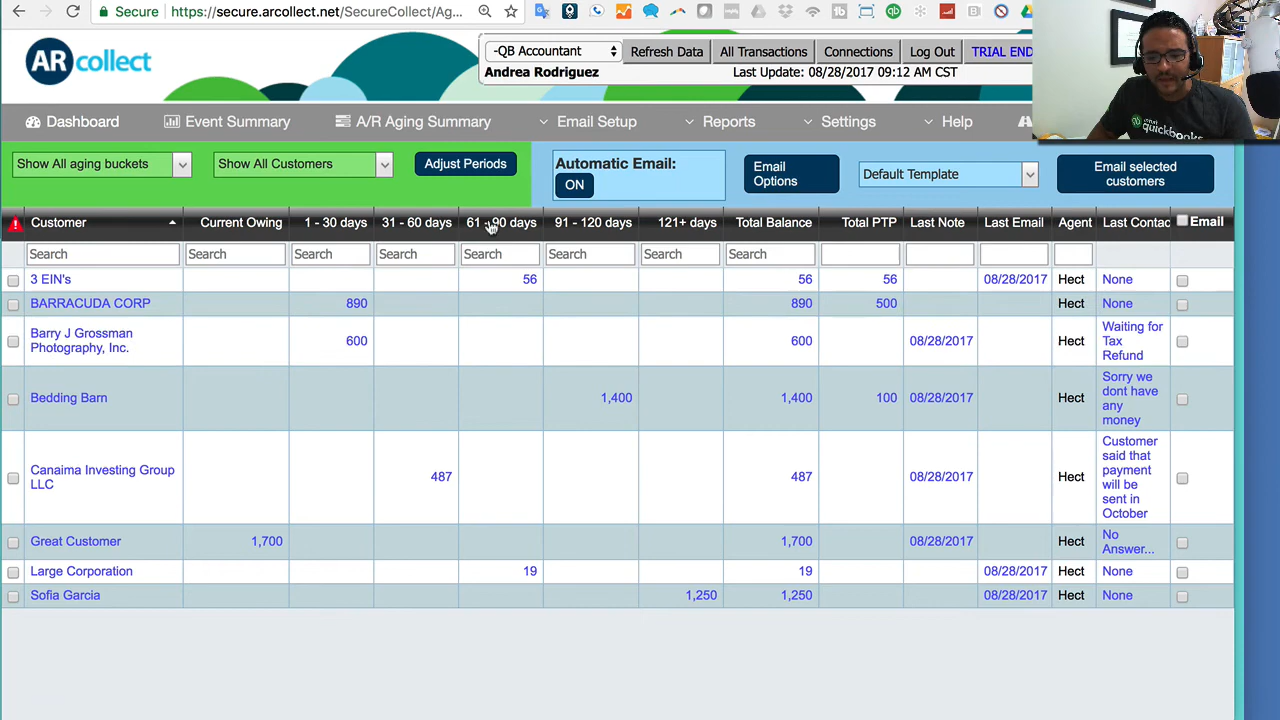 Secure
https://secure.arcollect.net/SecureCollect/Ag...
AR collect
-QB Accountant
Refresh Data
All Transactions
Connections
Log Out
TRIAL END
Andrea Rodriguez
Last Update: 08/28/2017 09:12 AM CST
quickbooks
Dashboard
Event Summary
A/R Aging Summary
Email Setup
Reports
Settings
Help
Show All aging buckets
Show All Customers
Adjust Periods
Automatic Email:
ON
Email
Options
Default Template
Email selected
customers
Customer Current Owing 1 - 30 days 31 - 60 days 61 - 90 days 91 - 120 days 121+ days Total Balance Total PTP Last Note Last Email Agent Last Contac Email
Search Search Search Search Search Search Search Search
3 EIN's 56 56 56 08/28/2017 Hect None
BARRACUDA CORP 890 890 500 Hect None
Barry J Grossman
Photography, Inc.
600 600 08/28/2017 Hect
Waiting for
Tax
Refund
Bedding Barn 1,400 1,400 100 08/28/2017 Hect
Sorry we
dont have
any
money
Canaima Investing Group
LLC
487 487 08/28/2017 Hect
Customer
said that
payment
will be
sent in
October
Great Customer 1,700 1,700 08/28/2017 Hect
No
Answer...
Large Corporation 19 19 08/28/2017 Hect None
Sofia Garcia 1,250 1,250 08/28/2017 Hect None